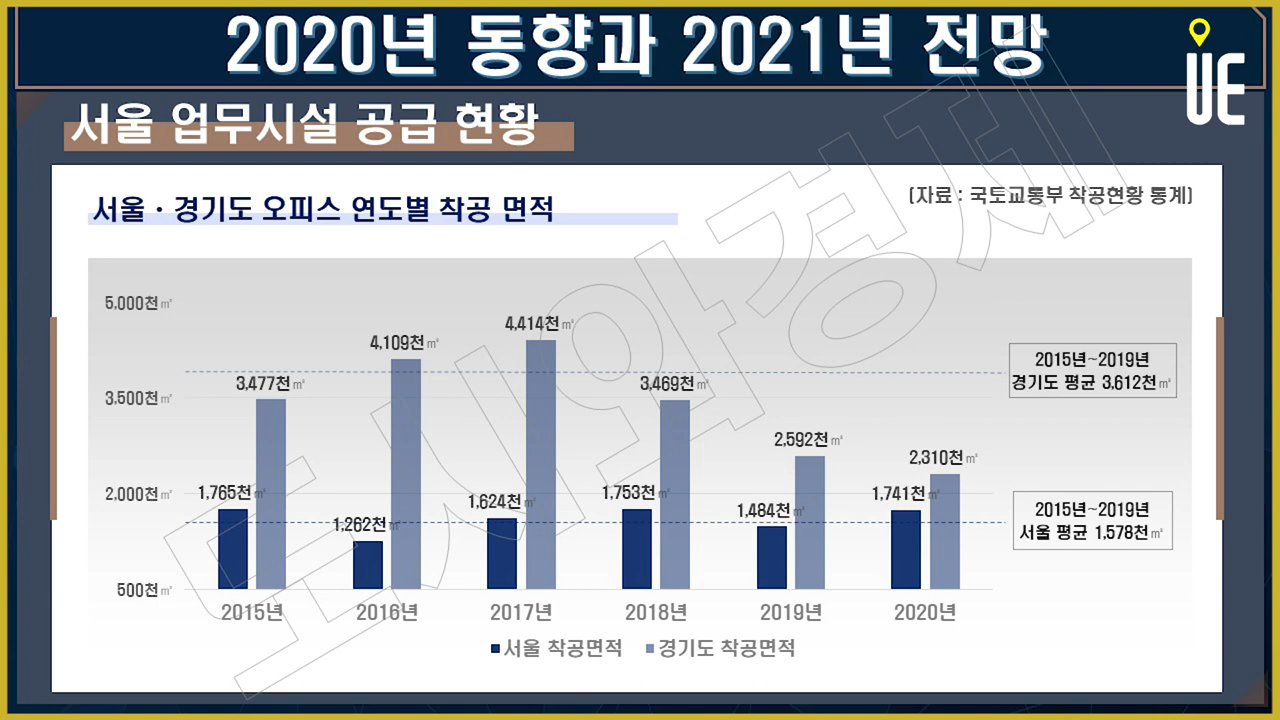 2020년 동향과 2021년 전망
UE
서울 업무시설 공급 현황
서울·경기도 오피스 연도별 착공 면적
(자료 : 국토교통부 착공현황 통계)
5,000천㎡
3,500천㎡
2,000천㎡
500천㎡
1,765천㎡
3,477천㎡
1,262천㎡
4,109천㎡
1,624천㎡
4,414천㎡
1,753천㎡
3,469천㎡
1,484천㎡
2,592천㎡
1,741천㎡
2,310천㎡
2015년~2019년
경기도 평균 3,612천㎡
2015년~2019년
서울 평균 1,578천㎡
2015년
2016년
2017년
2018년
2019년
2020년
서울 착공면적
경기도 착공면적
도시와경제